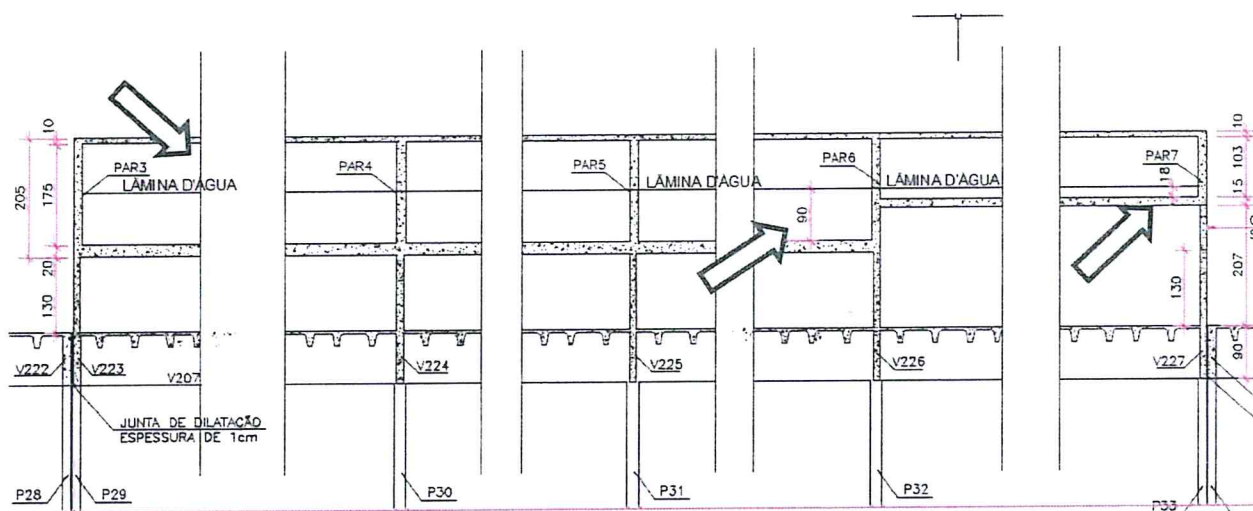 10
205
175
20
130
PAR3
LÂMINA D'ÁGUA
PAR4
PAR5
LÂMINA D'ÁGUA
90
PAR6
LÂMINA D'ÁGUA
PAR7
18
10
103
15
207
130
90
V222
V223
V207
V224
V225
V226
V227
JUNTA DE DILATAÇÃO
ESPESSURA DE 1cm
P28
P29
P30
P31
P32
P33